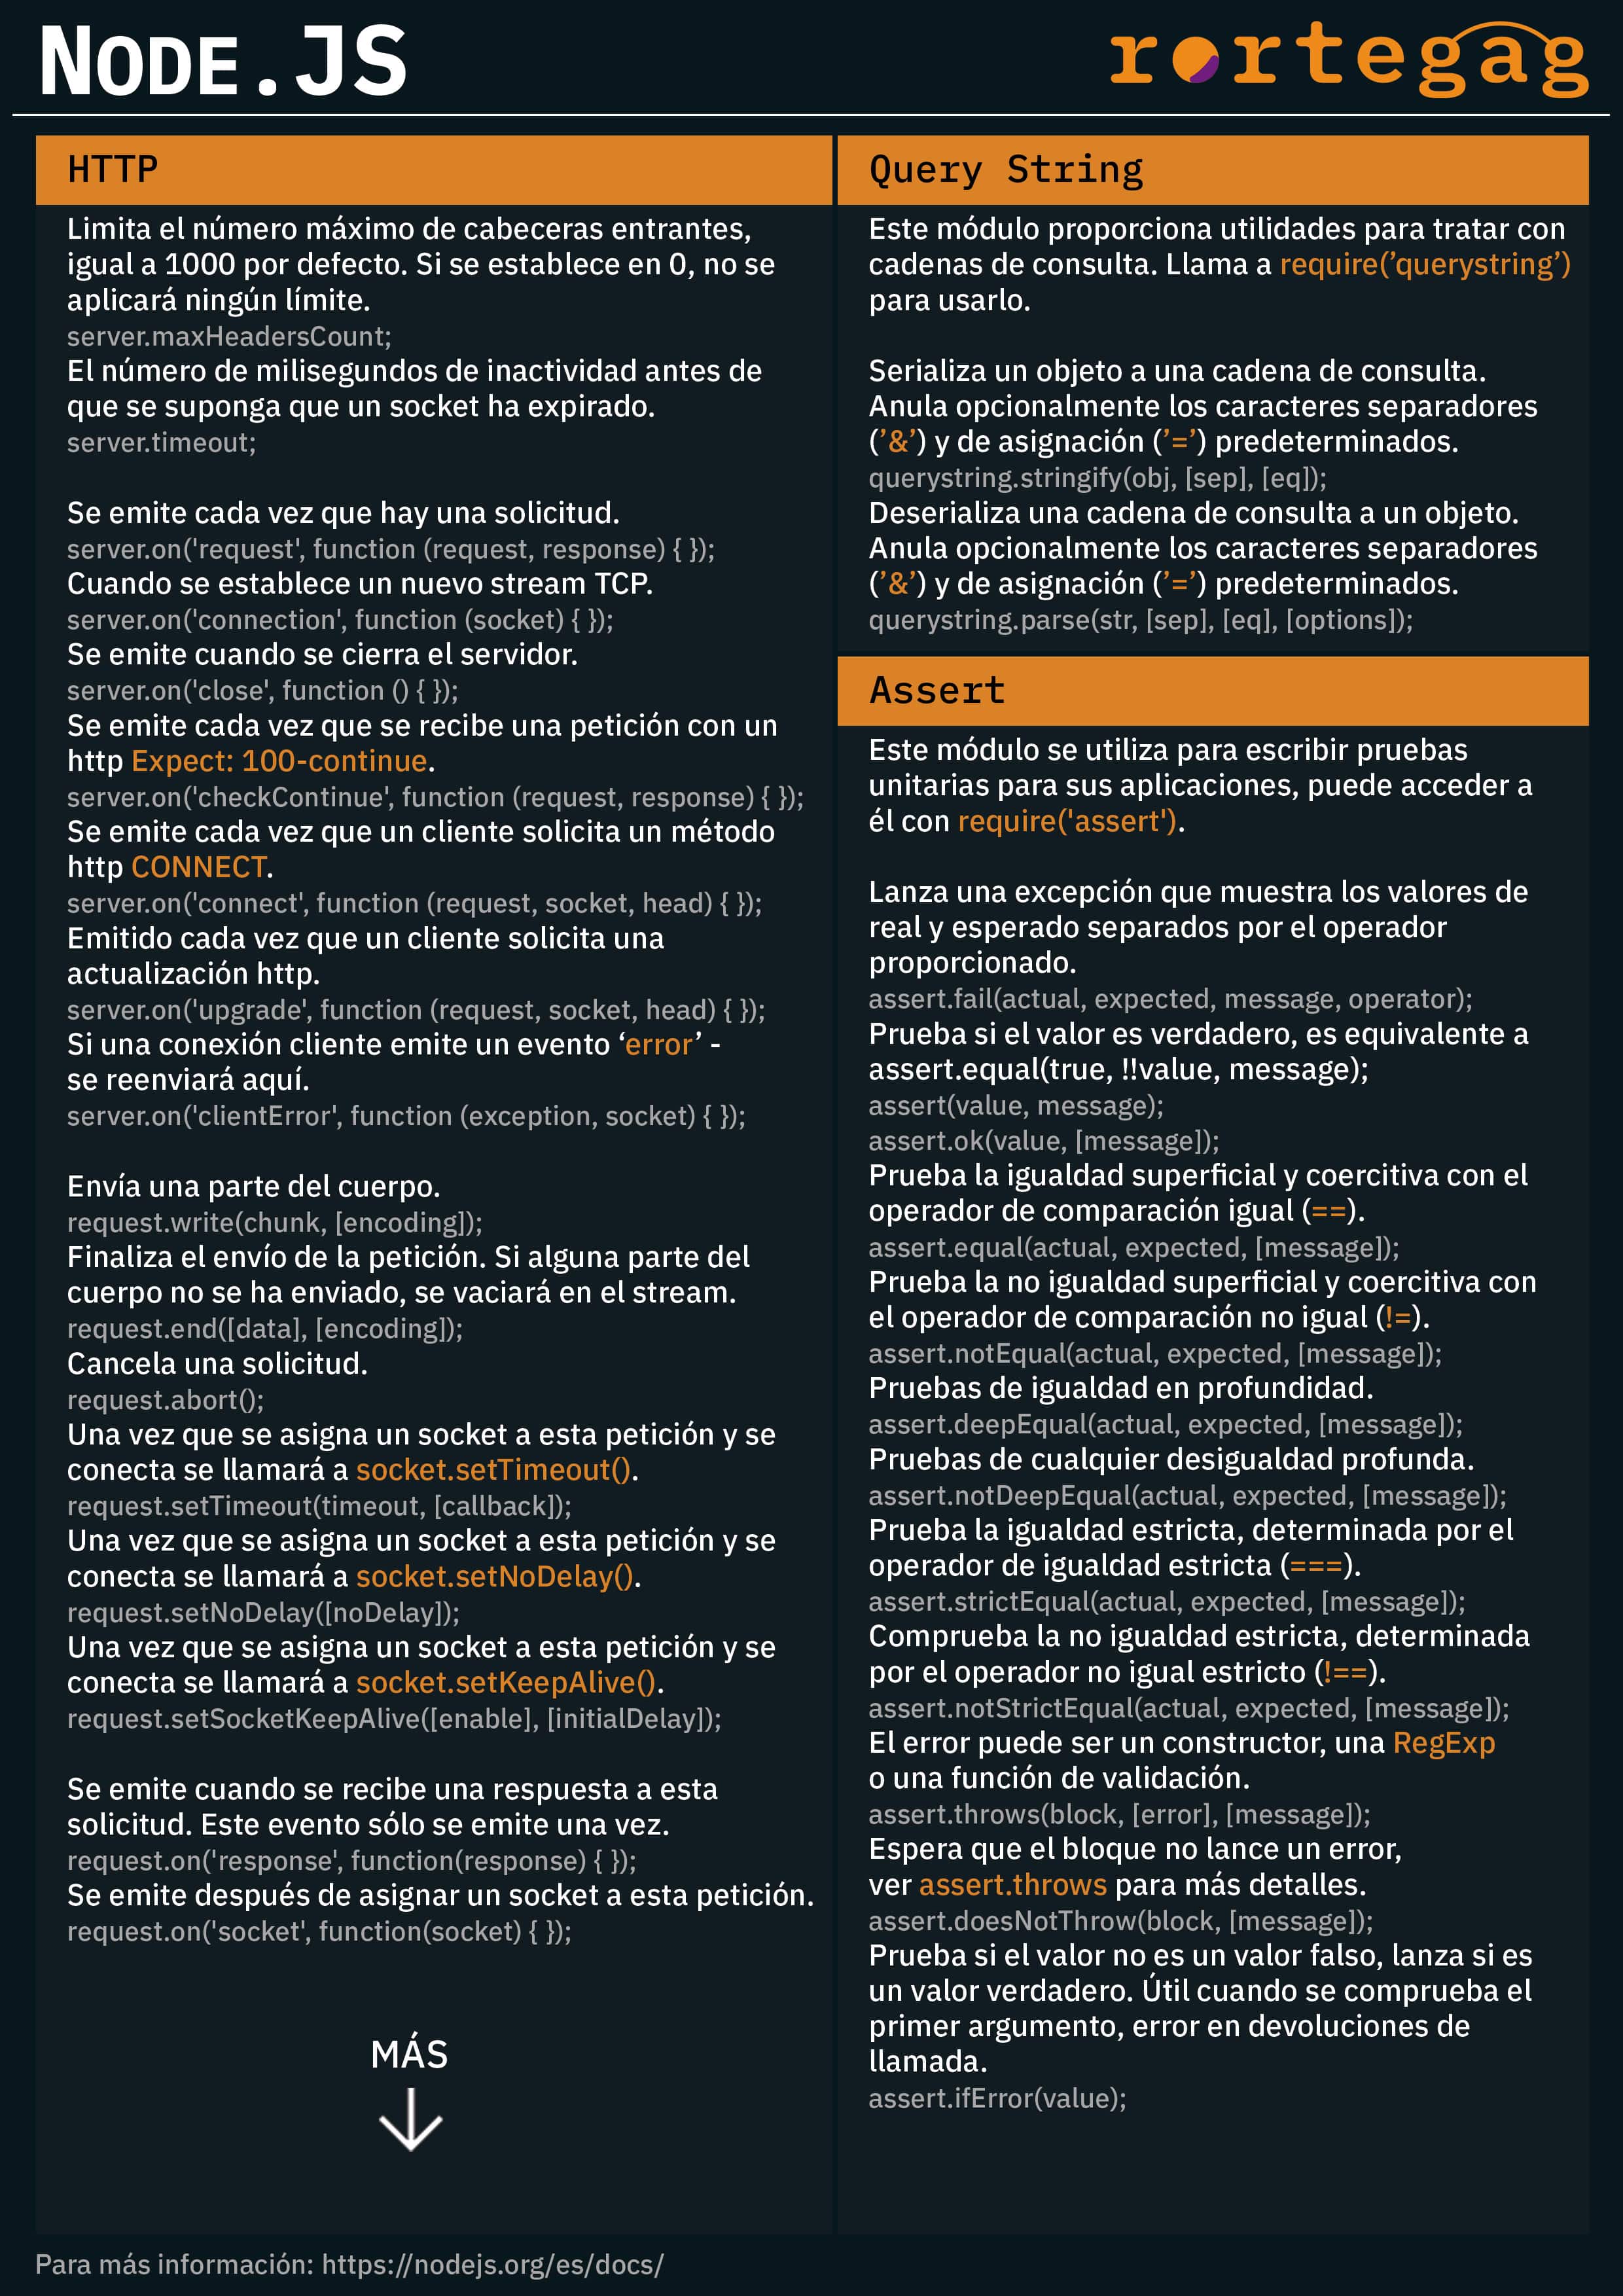 NODE.JS
rortegag
HTTP
Limita el número máximo de cabeceras entrantes,
igual a 1000 por defecto. Si se establece en 0, no se
aplicará ningún límite.
server.maxHeadersCount;
El número de milisegundos de inactividad antes de
que se suponga que un socket ha expirado.
server.timeout;
Se emite cada vez que hay una solicitud.
server.on('request', function (request, response) { });
Cuando se establece un nuevo stream TCP.
server.on('connection', function (socket) { });
Se emite cuando se cierra el servidor.
server.on('close', function () { });
Se emite cada vez que se recibe una petición con un
http Expect: 100-continue.
server.on('checkContinue', function (request, response) { });
Se emite cada vez que un cliente solicita un método
http CONNECT.
server.on('connect', function (request, socket, head) { });
Emitido cada vez que un cliente solicita una
actualización http.
server.on('upgrade', function (request, socket, head) { });
Si una conexión cliente emite un evento ‘error’ -
se reenviará aquí.
server.on('clientError', function (exception, socket) { });
Envía una parte del cuerpo.
request.write(chunk, [encoding]);
Finaliza el envío de la petición. Si alguna parte del
cuerpo no se ha enviado, se vaciará en el stream.
request.end([data], [encoding]);
Cancela una solicitud.
request.abort();
Una vez que se asigna un socket a esta petición y se
conecta se llamará a socket.setTimeout().
request.setTimeout(timeout, [callback]);
Una vez que se asigna un socket a esta petición y se
conecta se llamará a socket.setNoDelay().
request.setNoDelay([noDelay]);
Una vez que se asigna un socket a esta petición y se
conecta se llamará a socket.setKeepAlive().
request.setSocketKeepAlive([enable], [initialDelay]);
Se emite cuando se recibe una respuesta a esta
solicitud. Este evento sólo se emite una vez.
request.on('response', function(response) { });
Se emite después de asignar un socket a esta petición.
request.on('socket', function(socket) { });
MÁS
Query String
Este módulo proporciona utilidades para tratar con
cadenas de consulta. Llama a require(’querystring’)
para usarlo.
Serializa un objeto a una cadena de consulta.
Anula opcionalmente los caracteres separadores
(’&’) y de asignación (’=’) predeterminados.
querystring.stringify(obj, [sep], [eq]);
Deserializa una cadena de consulta a un objeto.
Anula opcionalmente los caracteres separadores
(’&’) y de asignación (’=’) predeterminados.
querystring.parse(str, [sep], [eq], [options]);
Assert
Este módulo se utiliza para escribir pruebas
unitarias para sus aplicaciones, puede acceder a
él con require('assert').
Lanza una excepción que muestra los valores de
real y esperado separados por el operador
proporcionado.
assert.fail(actual, expected, message, operator);
Prueba si el valor es verdadero, es equivalente a
assert.equal(true, !!value, message);
assert(value, message);
assert.ok(value, [message]);
Prueba la igualdad superficial y coercitiva con el
operador de comparación igual (==).
assert.equal(actual, expected, [message]);
Prueba la no igualdad superficial y coercitiva con
el operador de comparación no igual (!=).
assert.notEqual(actual, expected, [message]);
Pruebas de igualdad en profundidad.
assert.deepEqual(actual, expected, [message]);
Pruebas de cualquier desigualdad profunda.
assert.notDeepEqual(actual, expected, [message]);
Prueba la igualdad estricta, determinada por el
operador de igualdad estricta (===).
assert.strictEqual(actual, expected, [message]);
Comprueba la no igualdad estricta, determinada
por el operador no igual estricto (!==).
assert.notStrictEqual(actual, expected, [message]);
El error puede ser un constructor, una RegExp
o una función de validación.
assert.throws(block, [error], [message]);
Espera que el bloque no lance un error,
ver assert.throws para más detalles.
assert.doesNotThrow(block, [message]);
Prueba si el valor no es un valor falso, lanza si es
un valor verdadero. Útil cuando se comprueba el
primer argumento, error en devoluciones de
llamada.
assert.ifError(value);
Para más información: https://nodejs.org/es/docs/